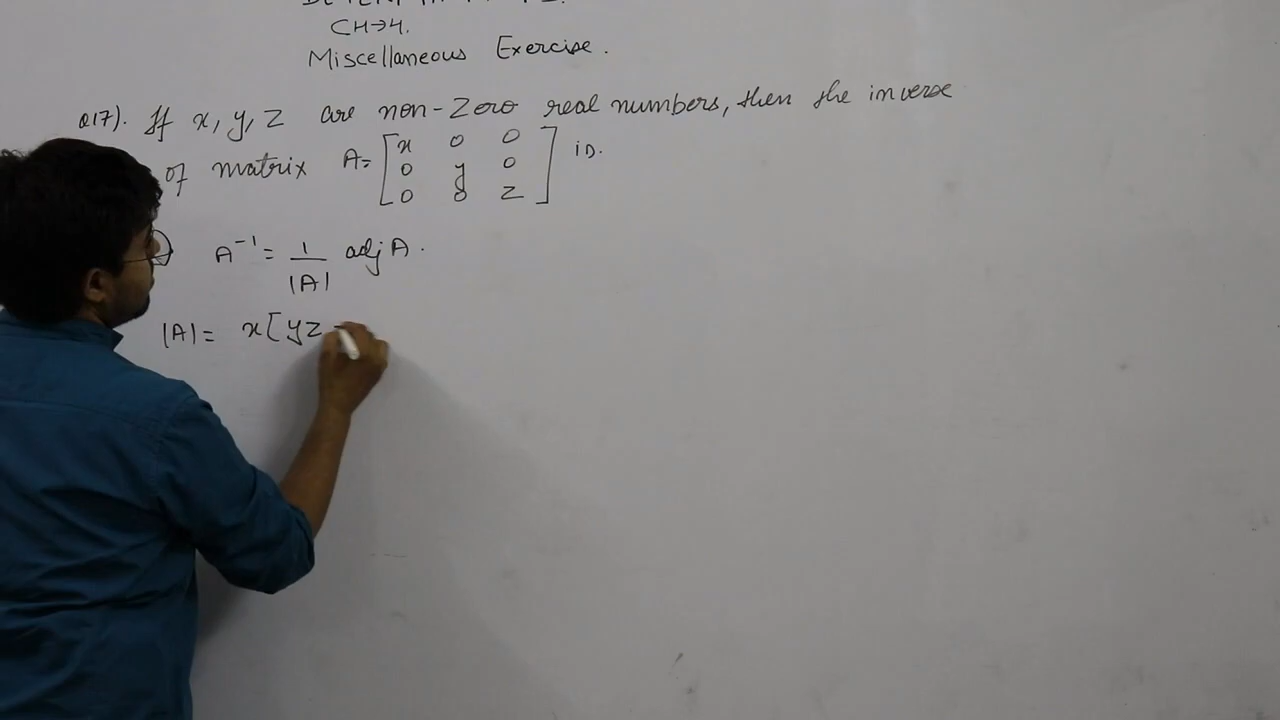 CH→4.
Miscellaneous Exercise.
Q17). If x, y, z are non-zero real numbers, then the inverse
of matrix A= [x 0 0
0 y 0
0 0 z] is.
A⁻¹ = 1/|A| adj A.
|A| = x[yz -